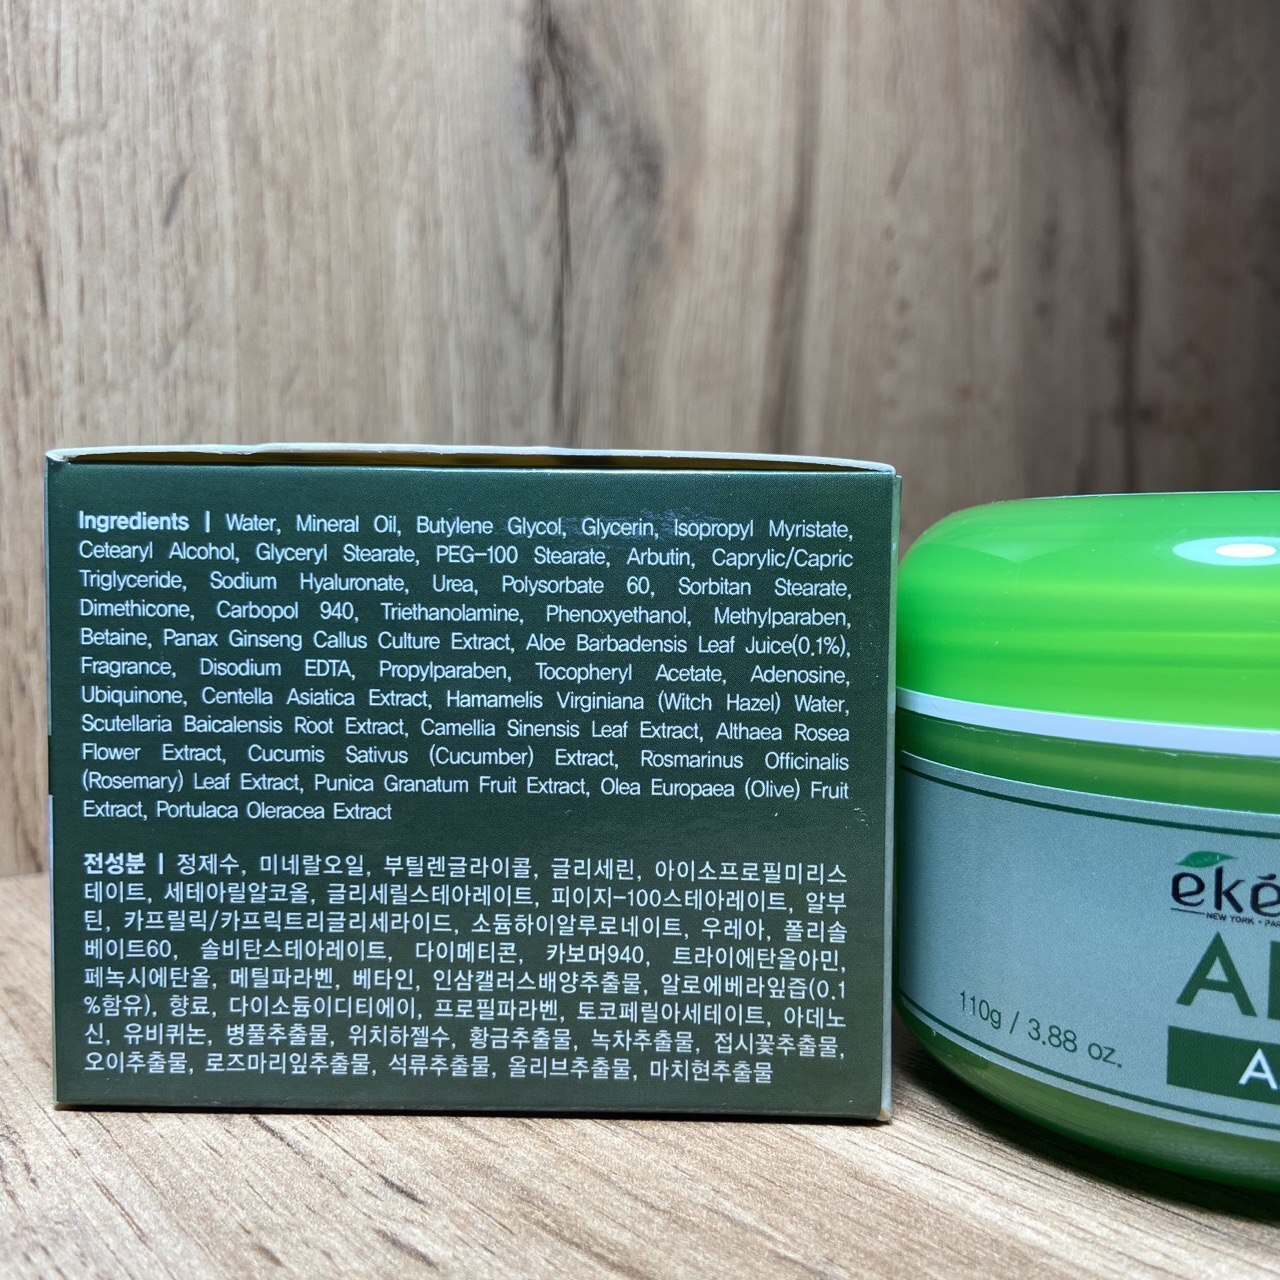 Ingredients | Water, Mineral Oil, Butylene Glycol, Glycerin, Isopropyl Myristate,
Cetearyl Alcohol, Glyceryl Stearate, PEG-100 Stearate, Arbutin, Caprylic/Capric
Triglyceride, Sodium Hyaluronate, Urea, Polysorbate 60, Sorbitan Stearate,
Dimethicone, Carbopol 940, Triethanolamine, Phenoxyethanol, Methylparaben,
Betaine, Panax Ginseng Callus Culture Extract, Aloe Barbadensis Leaf Juice(0.1%),
Fragrance, Disodium EDTA, Propylparaben, Tocopheryl Acetate, Adenosine,
Ubiquinone, Centella Asiatica Extract, Hamamelis Virginiana (Witch Hazel) Water,
Scutellaria Baicalensis Root Extract, Camellia Sinensis Leaf Extract, Althaea Rosea
Flower Extract, Cucumis Sativus (Cucumber) Extract, Rosmarinus Officinalis
(Rosemary) Leaf Extract, Punica Granatum Fruit Extract, Olea Europaea (Olive) Fruit
Extract, Portulaca Oleracea Extract
전성분 | 정제수, 미네랄오일, 부틸렌글라이콜, 글리세린, 아이소프로필미리스
테이트, 세테아릴알코올, 글리세릴스테아레이트, 피이지-100스테아레이트, 알부
틴, 카프릴릭/카프릭트리글리세라이드, 소듐하이알루로네이트, 우레아, 폴리솔
베이트60, 솔비탄스테아레이트, 다이메티콘, 카보머940, 트라이에탄올아민,
페녹시에탄올, 메틸파라벤, 베타인, 인삼캘러스배양추출물, 알로에베라잎즙(0.1
%함유), 향료, 다이소듐이디티에이, 프로필파라벤, 토코페릴아세테이트, 아데노
신, 유비퀴논, 병풀추출물, 위치하젤수, 황금추출물, 녹차추출물, 접시꽃추출물,
오이추출물, 로즈마리잎추출물, 석류추출물, 올리브추출물, 마치현추출물
eké
NEW YORK • PA
110g / 3.88 oz.